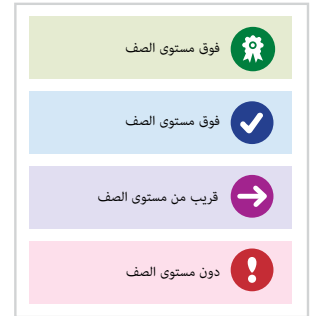 فوق مستوى الصف
فوق مستوى الصف
قريب من مستوى الصف
دون مستوى الصف